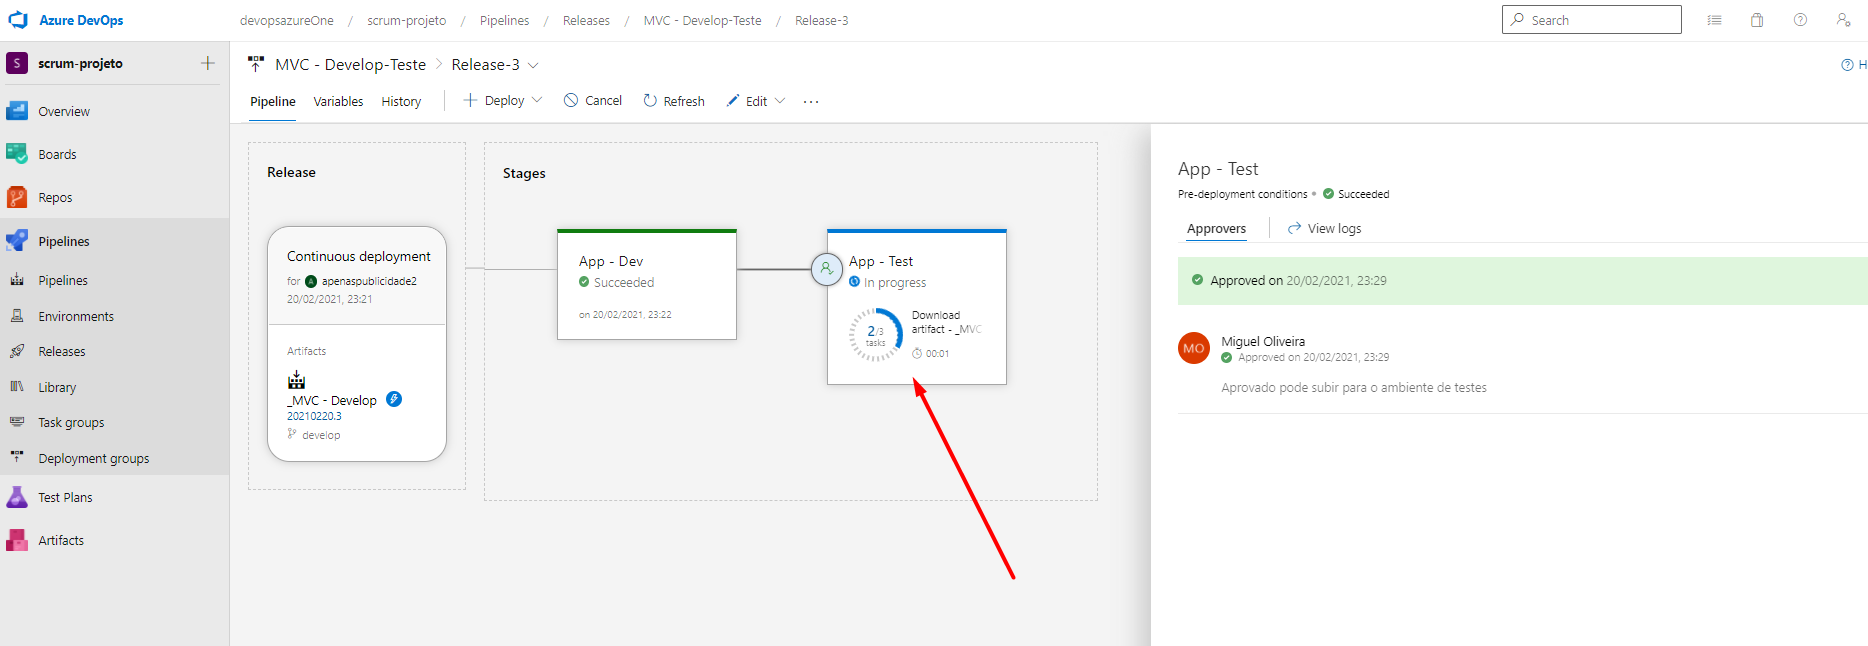 Azure DevOps
devopsazureOne / scrum-projeto / Pipelines / Releases / MVC - Develop-Teste / Release-3
Search
S scrum-projeto
Overview
Boards
Repos
Pipelines
Pipelines
Environments
Releases
Library
Task groups
Deployment groups
Test Plans
Artifacts
MVC - Develop-Teste > Release-3
H
Pipeline Variables History Deploy Cancel Refresh Edit ...
Release
Continuous deployment
for A apenaspublicidade2
20/02/2021, 23:21
Artifacts
_MVC - Develop
20210220.3
develop
Stages
App - Dev
Succeeded
on 20/02/2021, 23:22
App - Test
In progress
2/3
tasks
Download
artifact - _MVC
00:01
App - Test
Pre-deployment conditions • Succeeded
Approvers View logs
Approved on 20/02/2021, 23:29
MO Miguel Oliveira
Approved on 20/02/2021, 23:29
Aprovado pode subir para o ambiente de testes